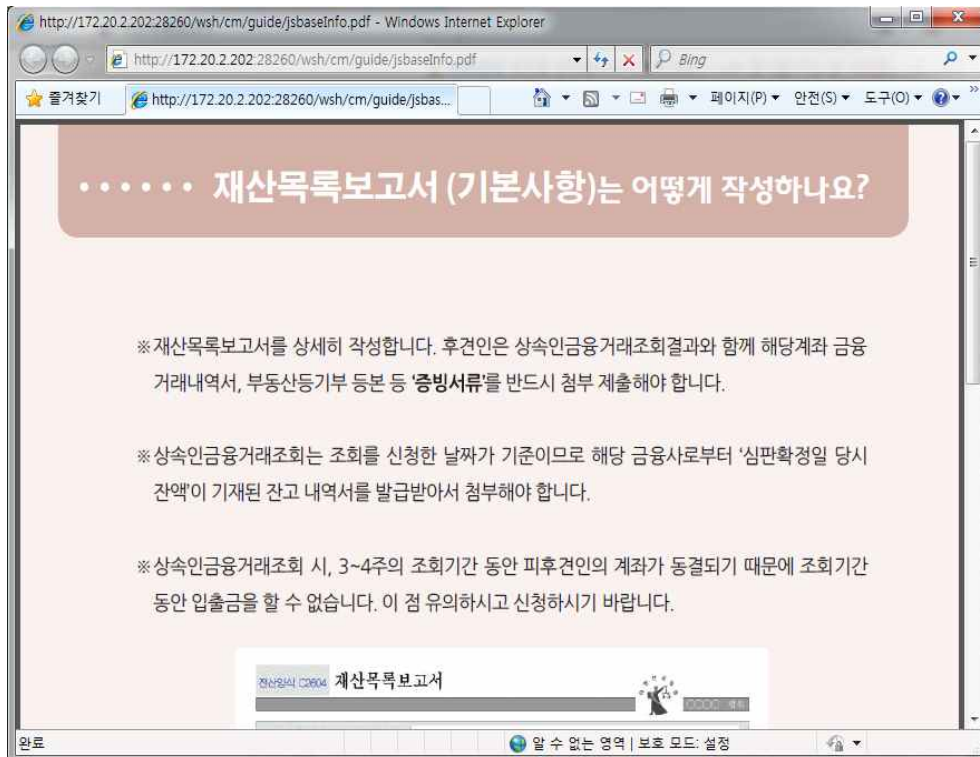 http://172.20.2.202:28260/wsh/cm/guide/jsbaseInfo.pdf - Windows Internet Explorer
http://172.20.2.202:28260/wsh/cm/guide/jsbaseInfo.pdf
Bing
즐겨찾기 http://172.20.2.202:28260/wsh/cm/guide/jsbas... 페이지(P) 안전(S) 도구(O)
...... 재산목록보고서 (기본사항)는 어떻게 작성하나요?
※ 재산목록보고서를 상세히 작성합니다. 후견인은 상속인금융거래조회결과와 함께 해당계좌 금융
거래내역서, 부동산등기부 등본 등 '증빙서류'를 반드시 첨부 제출해야 합니다.
※ 상속인금융거래조회는 조회를 신청한 날짜가 기준이므로 해당 금융사로부터 '심판확정일 당시
잔액'이 기재된 잔고 내역서를 발급받아서 첨부해야 합니다.
※ 상속인금융거래조회 시, 3~4주의 조회기간 동안 피후견인의 계좌가 동결되기 때문에 조회기간
동안 입출금을 할 수 없습니다. 이 점 유의하시고 신청하시기 바랍니다.
전산양식 C2604 재산목록보고서
완료 알 수 없는 영역 | 보호 모드: 설정